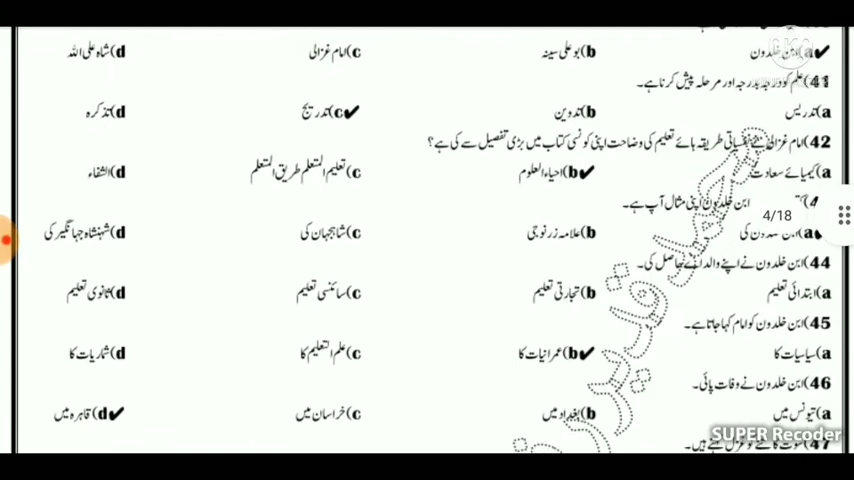 ✔a) ابن خلدون b) بو علی سینہ c) امام غزالی d) شاہ علی اللہ
41) علم کو درجہ بدرجہ اور مرحلہ پیش کرنا ہے۔
a) تدریس b) تدوین ✔c) تدریج d) تذکرہ
42) امام غزالی نے نفسیاتی طریقہ ہائے تعلیم کی وضاحت اپنی کونسی کتاب میں بڑی تفصیل سے کی ہے؟
a) کیمیائے سعادت ✔b) احیاء العلوم c) تعلیم المتعلم طریق المتعلم d) الشفاء
ابن خلدون اپنی مثال آپ ہے۔
a) ابن خلدون کی b) علامہ زرنوجی c) شاہجہان کی d) شہنشاہ جہانگیر کی
44) ابن خلدون نے اپنے والد سے حاصل کی۔
a) ابتدائی تعلیم b) تجارتی تعلیم c) سائنسی تعلیم d) ثانوی تعلیم
45) ابن خلدون کو امام کہا جاتا ہے۔
a) سیاسیات کا ✔b) عمرانیات کا c) علم التعلیم کا d) شماریات کا
46) ابن خلدون نے وفات پائی۔
a) تیونس میں b) بغداد میں c) خراسان میں ✔d) قاہرہ میں
47)
4/18
SUPER Recoder